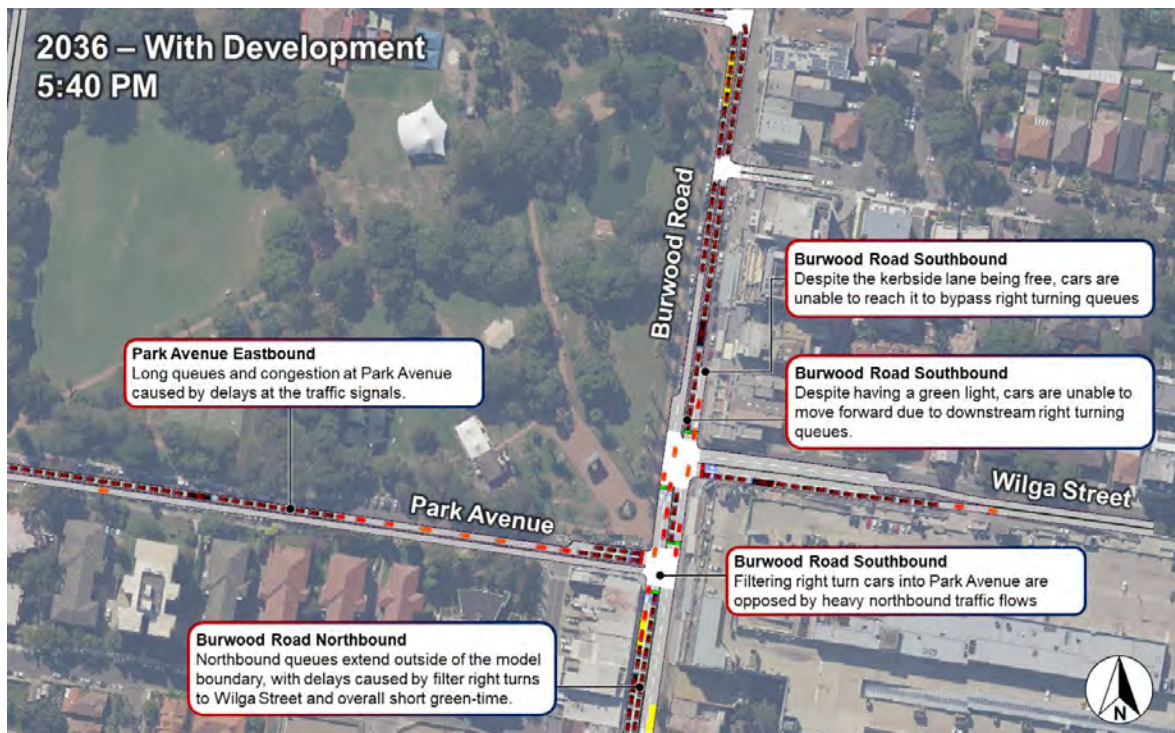 2036 – With Development
5:40 PM
Burwood Road
Burwood Road Southbound
Despite the kerbside lane being free, cars are
unable to reach it to bypass right turning queues
Park Avenue Eastbound
Long queues and congestion at Park Avenue
caused by delays at the traffic signals.
Burwood Road Southbound
Despite having a green light, cars are unable to
move forward due to downstream right turning
queues.
Wilga Street
Park Avenue
Burwood Road Southbound
Filtering right turn cars into Park Avenue are
opposed by heavy northbound traffic flows
Burwood Road Northbound
Northbound queues extend outside of the model
boundary, with delays caused by filter right turns
to Wilga Street and overall short green-time.
N